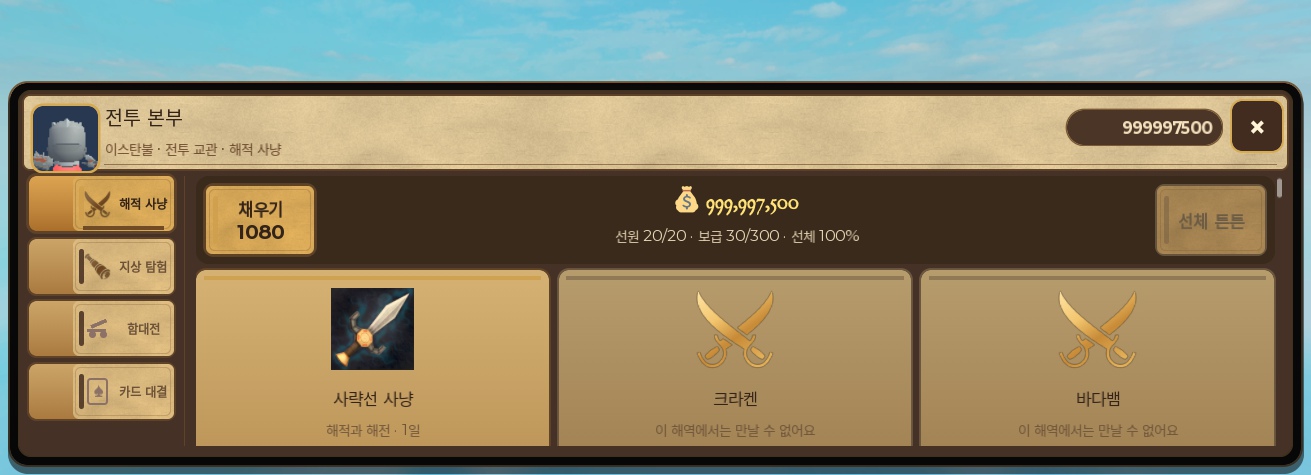 전투 본부
이스탄불 · 전투 교관 · 해적 사냥
999997500
×
해적 사냥
지상 탐험
함대전
카드 대결
채우기
1080
$ 999,997,500
선원 20/20 · 보급 30/300 · 선체 100%
선체 튼튼
사략선 사냥
해적과 해전 · 1일
크라켄
이 해역에서는 만날 수 없어요
바다뱀
이 해역에서는 만날 수 없어요